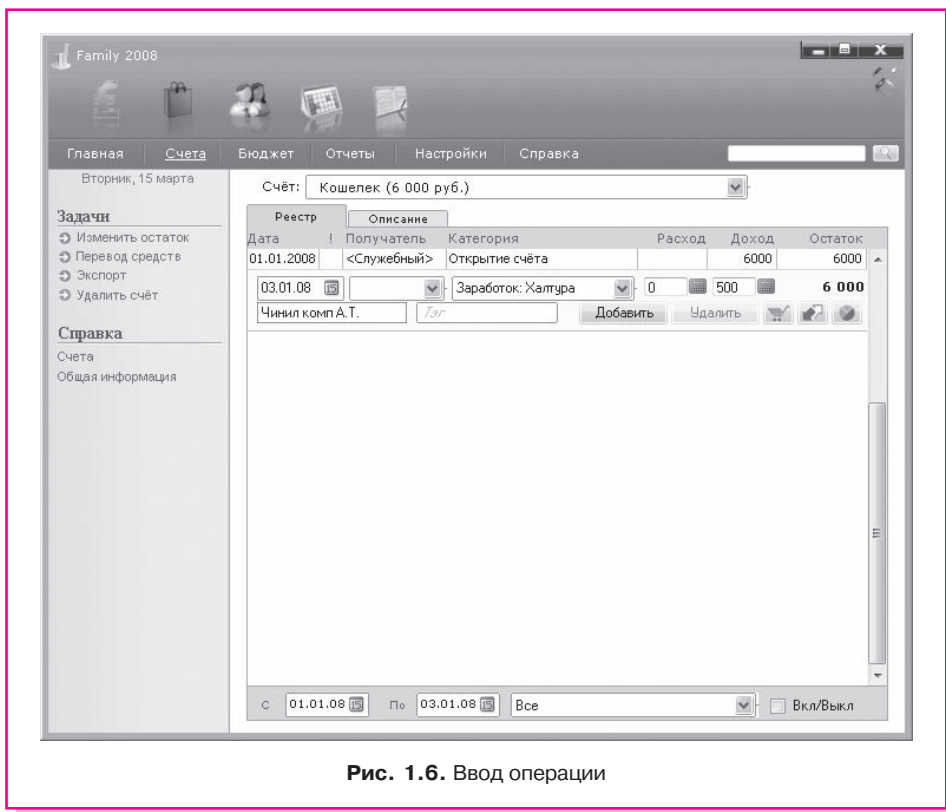 Family 2008
Главная Счета Бюджет Отчеты Настройки Справка
Вторник, 15 марта
Задачи
Изменить остаток
Перевод средств
Экспорт
Удалить счёт
Справка
Счета
Общая информация
Счёт: Кошелек (6 000 руб.)
Реестр Описание
Дата ! Получатель Категория Расход Доход Остаток
01.01.2008 <Служебный> Открытие счёта 6000 6000
03.01.08 15 Заработок: Халтура 0 500 6 000
Чинил комп А.Т. Тэг Добавить Удалить
С 01.01.08 15 По 03.01.08 15 Все Вкл/Выкл
Рис. 1.6. Ввод операции